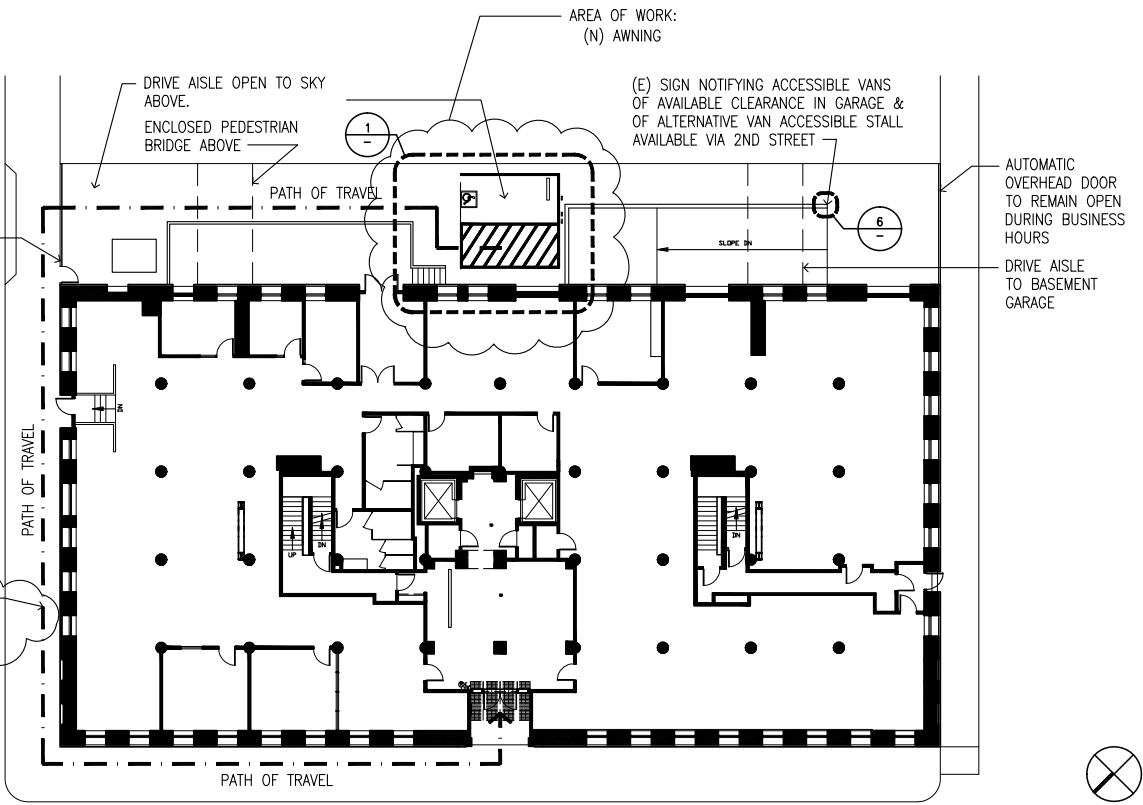 AREA OF WORK:
(N) AWNING
DRIVE AISLE OPEN TO SKY
ABOVE.
ENCLOSED PEDESTRIAN
BRIDGE ABOVE
(E) SIGN NOTIFYING ACCESSIBLE VANS
OF AVAILABLE CLEARANCE IN GARAGE &
OF ALTERNATIVE VAN ACCESSIBLE STALL
AVAILABLE VIA 2ND STREET
1
-
AUTOMATIC
OVERHEAD DOOR
TO REMAIN OPEN
DURING BUSINESS
HOURS
PATH OF TRAVEL
6
-
SLOPE DN
DRIVE AISLE
TO BASEMENT
GARAGE
DN
PATH OF TRAVEL
UP
DN
DN
PATH OF TRAVEL